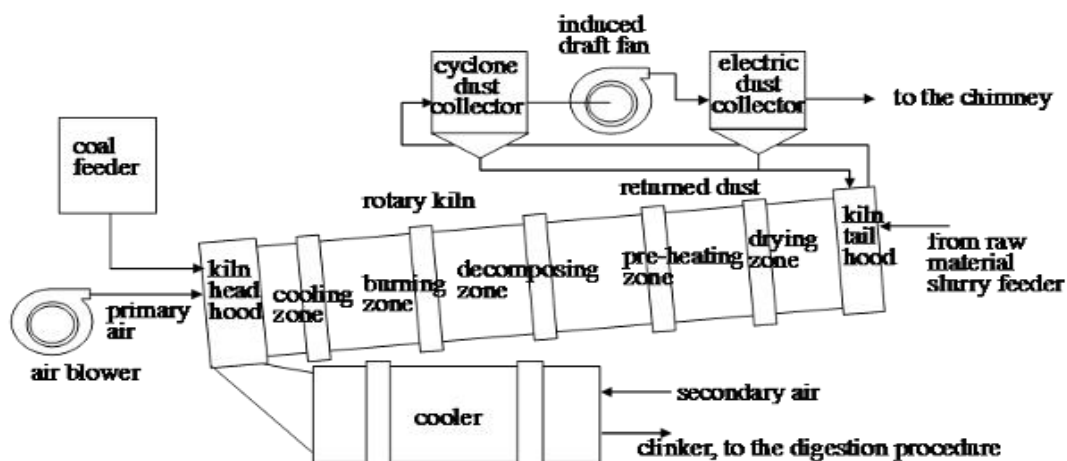 induced
draft fan
cyclone
dust
collector
electric
dust
collector
to the chimney
coal
feeder
rotary kiln
returned dust
kiln
head
hood
cooling
zone
burning
zone
decomposing
zone
pre-heating
zone
drying
zone
kiln
tail
hood
from raw
material
slurry feeder
primary
air
air blower
cooler
secondary air
clinker, to the digestion procedure